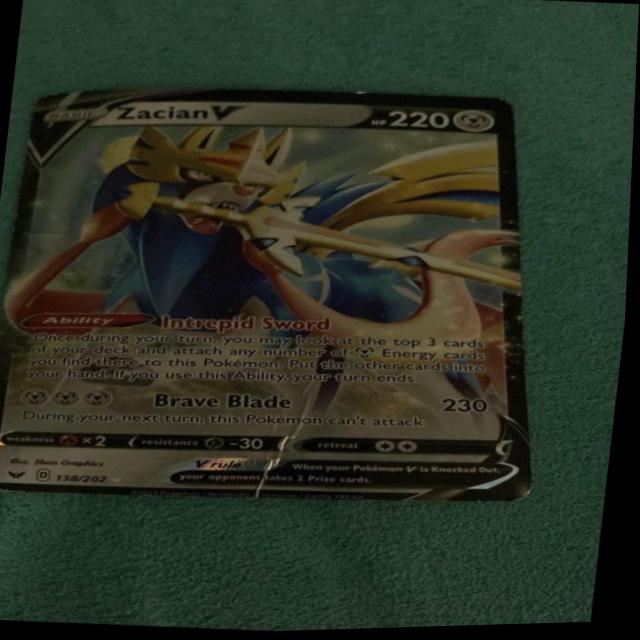 BASIC Zacian V HP 220
Ability Intrepid Sword
Once during your turn, you may look at the top 3 cards
of your deck and attach any number of Energy cards
you find there to this Pokémon. Put the other cards into
your hand. If you use this Ability, your turn ends.
Brave Blade 230
During your next turn, this Pokémon can't attack.
weakness ×2 resistance -30 retreat
Illus. 5ban Graphics
V rule When your Pokémon V is Knocked Out,
your opponent takes 2 Prize cards.
D 138/202